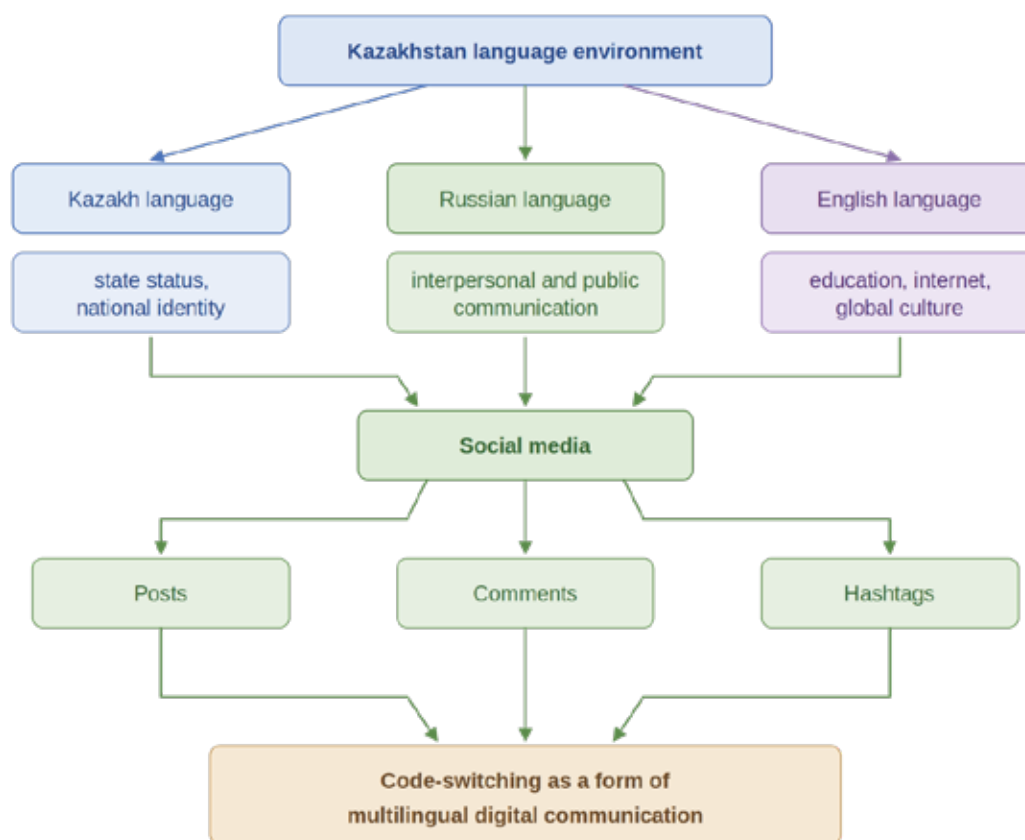 Kazakhstan language environment
Kazakh language
Russian language
English language
state status,
national identity
interpersonal and public
communication
education, internet,
global culture
Social media
Posts
Comments
Hashtags
Code-switching as a form of
multilingual digital communication